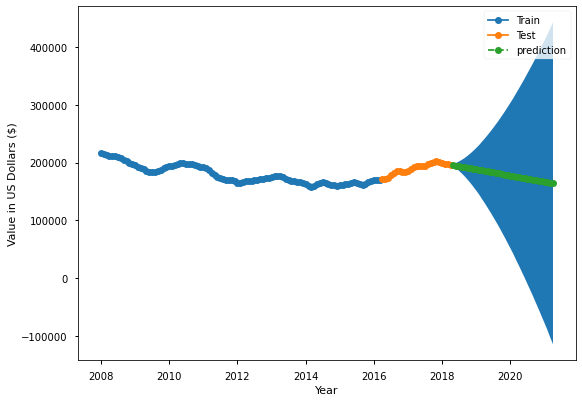 Train
Test
prediction
400000
300000
200000
100000
0
−100000
Value in US Dollars ($)
2008 2010 2012 2014 2016 2018 2020
Year